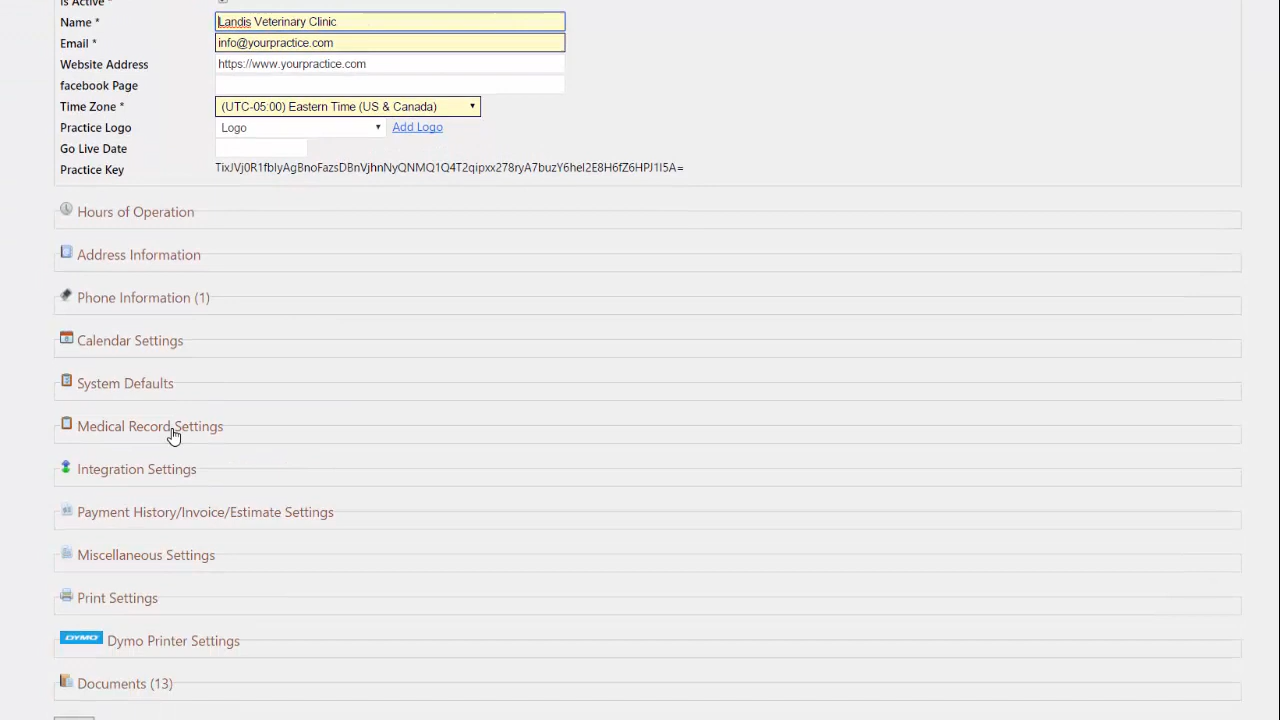 Is Active *
Name * Landis Veterinary Clinic
Email * info@yourpractice.com
Website Address https://www.yourpractice.com
facebook Page
Time Zone * (UTC-05:00) Eastern Time (US & Canada)
Practice Logo Logo Add Logo
Go Live Date
Practice Key
Hours of Operation
Address Information
Phone Information (1)
Calendar Settings
System Defaults
Medical Record Settings
Integration Settings
Payment History/Invoice/Estimate Settings
Miscellaneous Settings
Print Settings
DYMO Dymo Printer Settings
Documents (13)